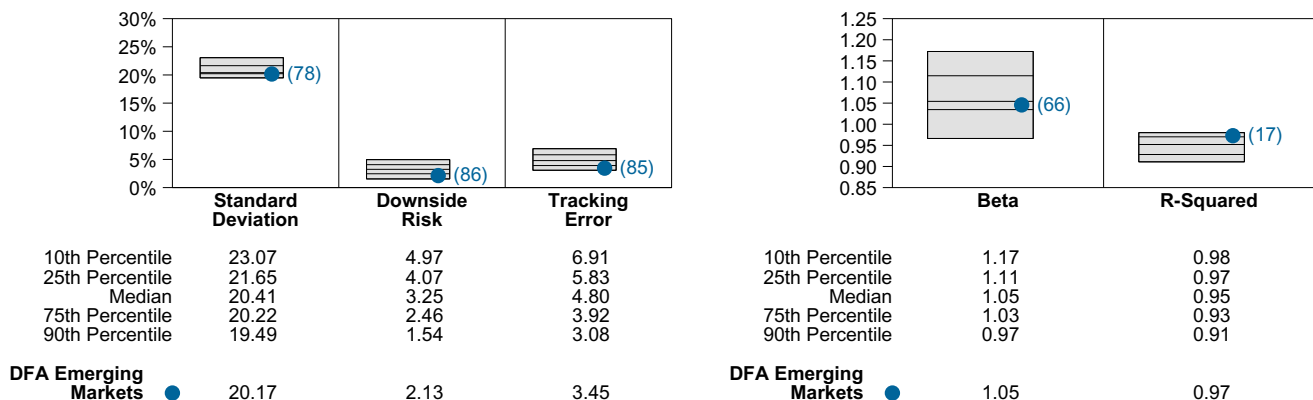 30%
25%
20%
15%
10%
5%
0%
(78)
(86)
(85)
Standard Deviation
Downside Risk
Tracking Error
10th Percentile 23.07 4.97 6.91
25th Percentile 21.65 4.07 5.83
Median 20.41 3.25 4.80
75th Percentile 20.22 2.46 3.92
90th Percentile 19.49 1.54 3.08
DFA Emerging
Markets 20.17 2.13 3.45
1.25
1.20
1.15
1.10
1.05
1.00
0.95
0.90
0.85
(66)
(17)
Beta
R-Squared
10th Percentile 1.17 0.98
25th Percentile 1.11 0.97
Median 1.05 0.95
75th Percentile 1.03 0.93
90th Percentile 0.97 0.91
DFA Emerging
Markets 1.05 0.97